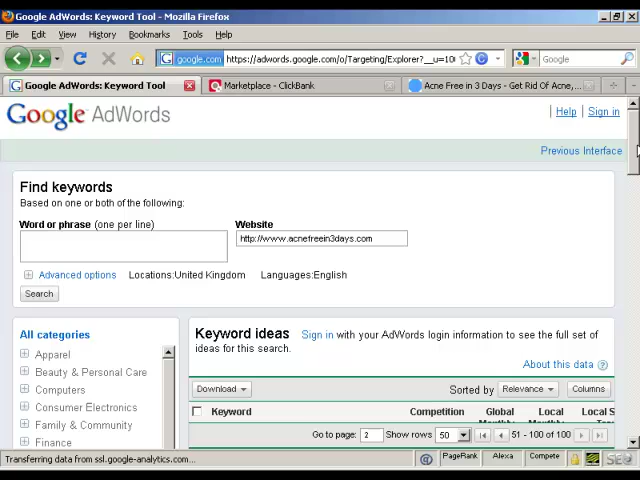 Google AdWords: Keyword Tool - Mozilla Firefox
File Edit View History Bookmarks Tools Help
google.com https://adwords.google.com/o/Targeting/Explorer?__u=10 Google
Google AdWords: Keyword Tool Marketplace - ClickBank Acne Free in 3 Days - Get Rid Of Acne,...
Google AdWords Help | Sign in
Previous Interface
Find keywords
Based on one or both of the following:
Word or phrase (one per line) Website
http://www.acnefreein3days.com
Advanced options Locations:United Kingdom Languages:English
Search
All categories
Apparel
Beauty & Personal Care
Computers
Consumer Electronics
Family & Community
Finance
Keyword ideas Sign in with your AdWords login information to see the full set of
ideas for this search.
About this data ?
Download Sorted by Relevance Columns
Keyword Competition Global Local Local S
Go to page: 2 Show rows 50 51 - 100 of 100
Transferring data from ssl.google-analytics.com... PageRank Alexa Compete SEO